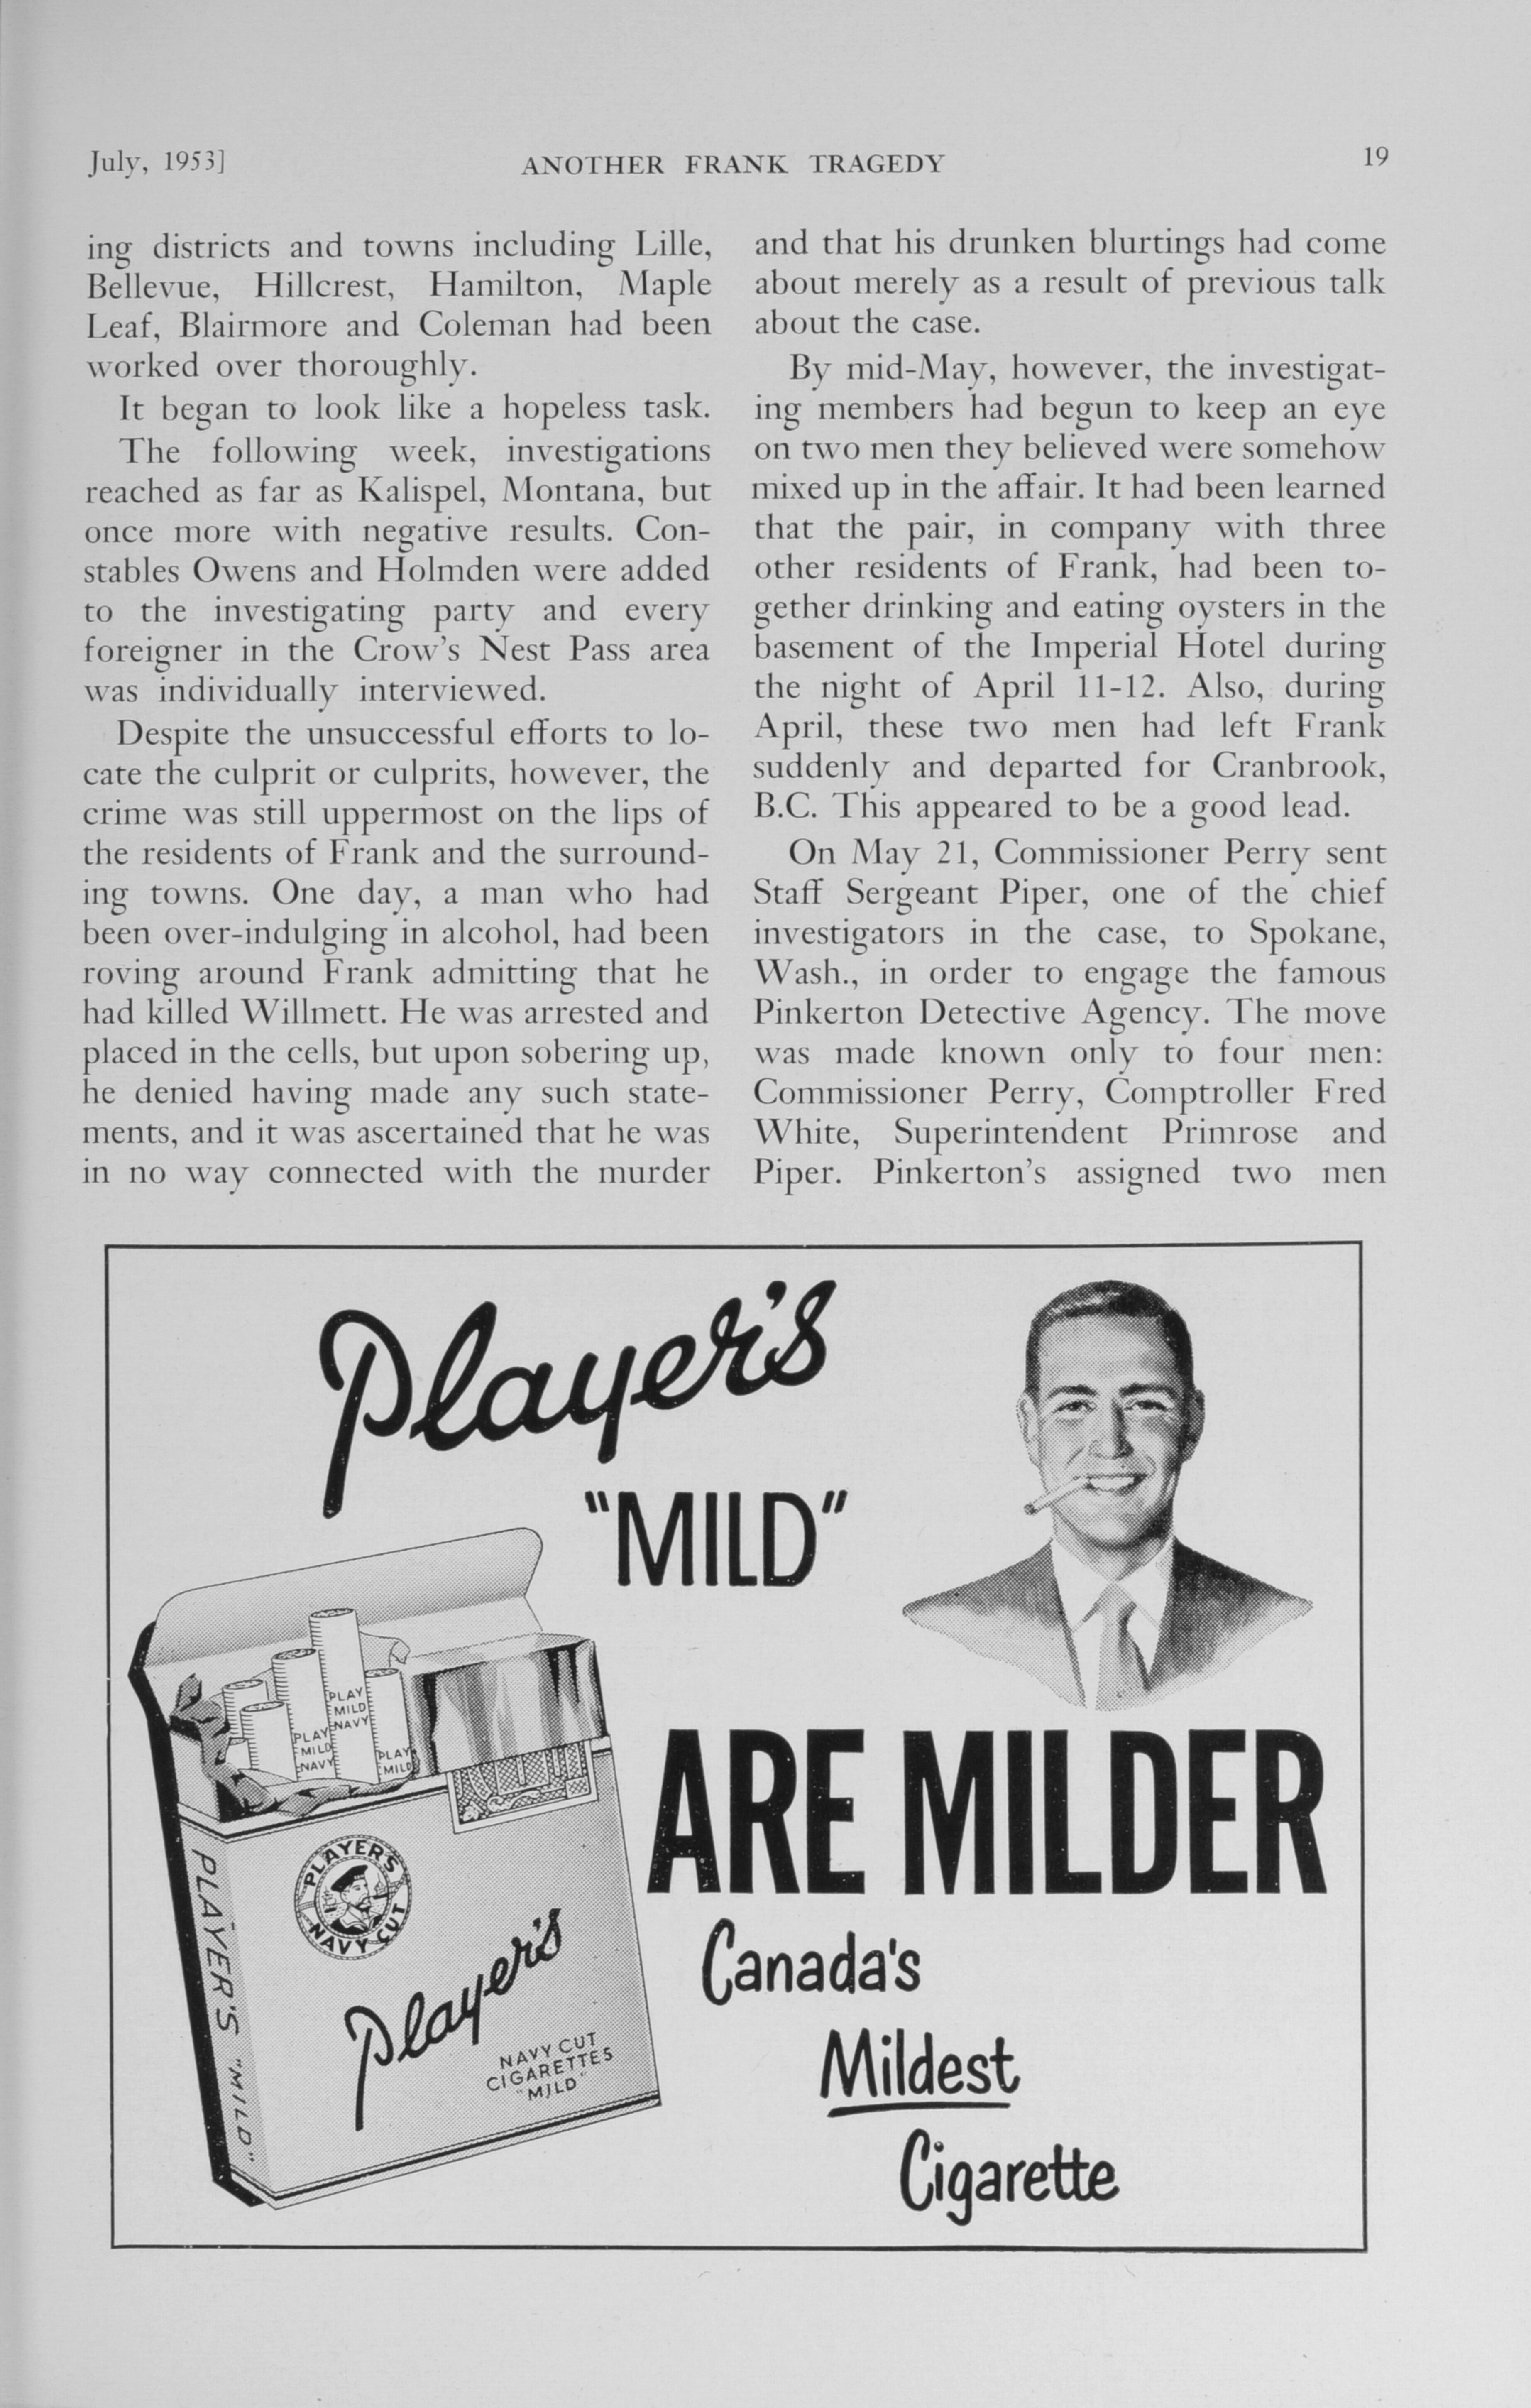 July, 1953]
ANOTHER FRANK TRAGEDY
19
ing districts and towns including Lille,
Bellevue, Hillcrest, Hamilton, Maple
Leaf, Blairmore and Coleman had been
worked over thoroughly.
It began to look like a hopeless task.
The following week, investigations
reached as far as Kalispel, Montana, but
once more with negative results. Con-
stables Owens and Holmden were added
to the investigating party and every
foreigner in the Crow's Nest Pass area
was individually interviewed.
Despite the unsuccessful efforts to lo-
cate the culprit or culprits, however, the
crime was still uppermost on the lips of
the residents of Frank and the surround-
ing towns. One day, a man who had
been over-indulging in alcohol, had been
roving around Frank admitting that he
had killed Willmett. He was arrested and
placed in the cells, but upon sobering up,
he denied having made any such state-
ments, and it was ascertained that he was
in no way connected with the murder
and that his drunken blurtings had come
about merely as a result of previous talk
about the case.
By mid-May, however, the investigat-
ing members had begun to keep an eye
on two men they believed were somehow
mixed up in the affair. It had been learned
that the pair, in company with three
other residents of Frank, had been to-
gether drinking and eating oysters in the
basement of the Imperial Hotel during
the night of April 11-12. Also, during
April, these two men had left Frank
suddenly and departed for Cranbrook,
B.C. This appeared to be a good lead.
On May 21, Commissioner Perry sent
Staff Sergeant Piper, one of the chief
investigators in the case, to Spokane,
Wash., in order to engage the famous
Pinkerton Detective Agency. The move
was made known only to four men:
Commissioner Perry, Comptroller Fred
White, Superintendent Primrose and
Piper. Pinkerton's assigned two men
Player's
"MILD"
PLAY
MILD
NAVY
PLAY
MILD
NAVY
PLAY
MILD
ARE MILDER
PLAYER'S
NAVY CUT
PLAYER'S "MILD"
Player's
NAVY CUT
CIGARETTES
"MILD"
Canada's
Mildest
Cigarette